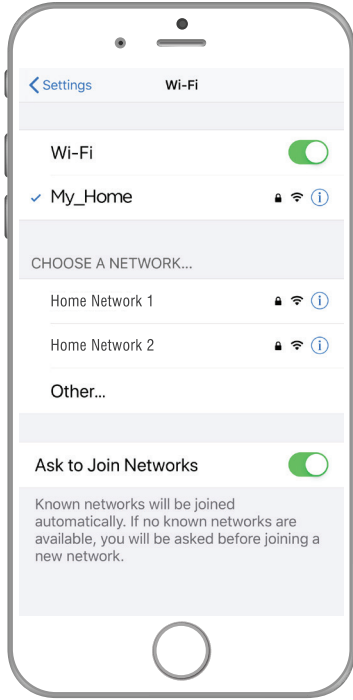 Settings
Wi-Fi
Wi-Fi
My_Home
CHOOSE A NETWORK...
Home Network 1
Home Network 2
Other...
Ask to Join Networks
Known networks will be joined
automatically. If no known networks are
available, you will be asked before joining a
new network.